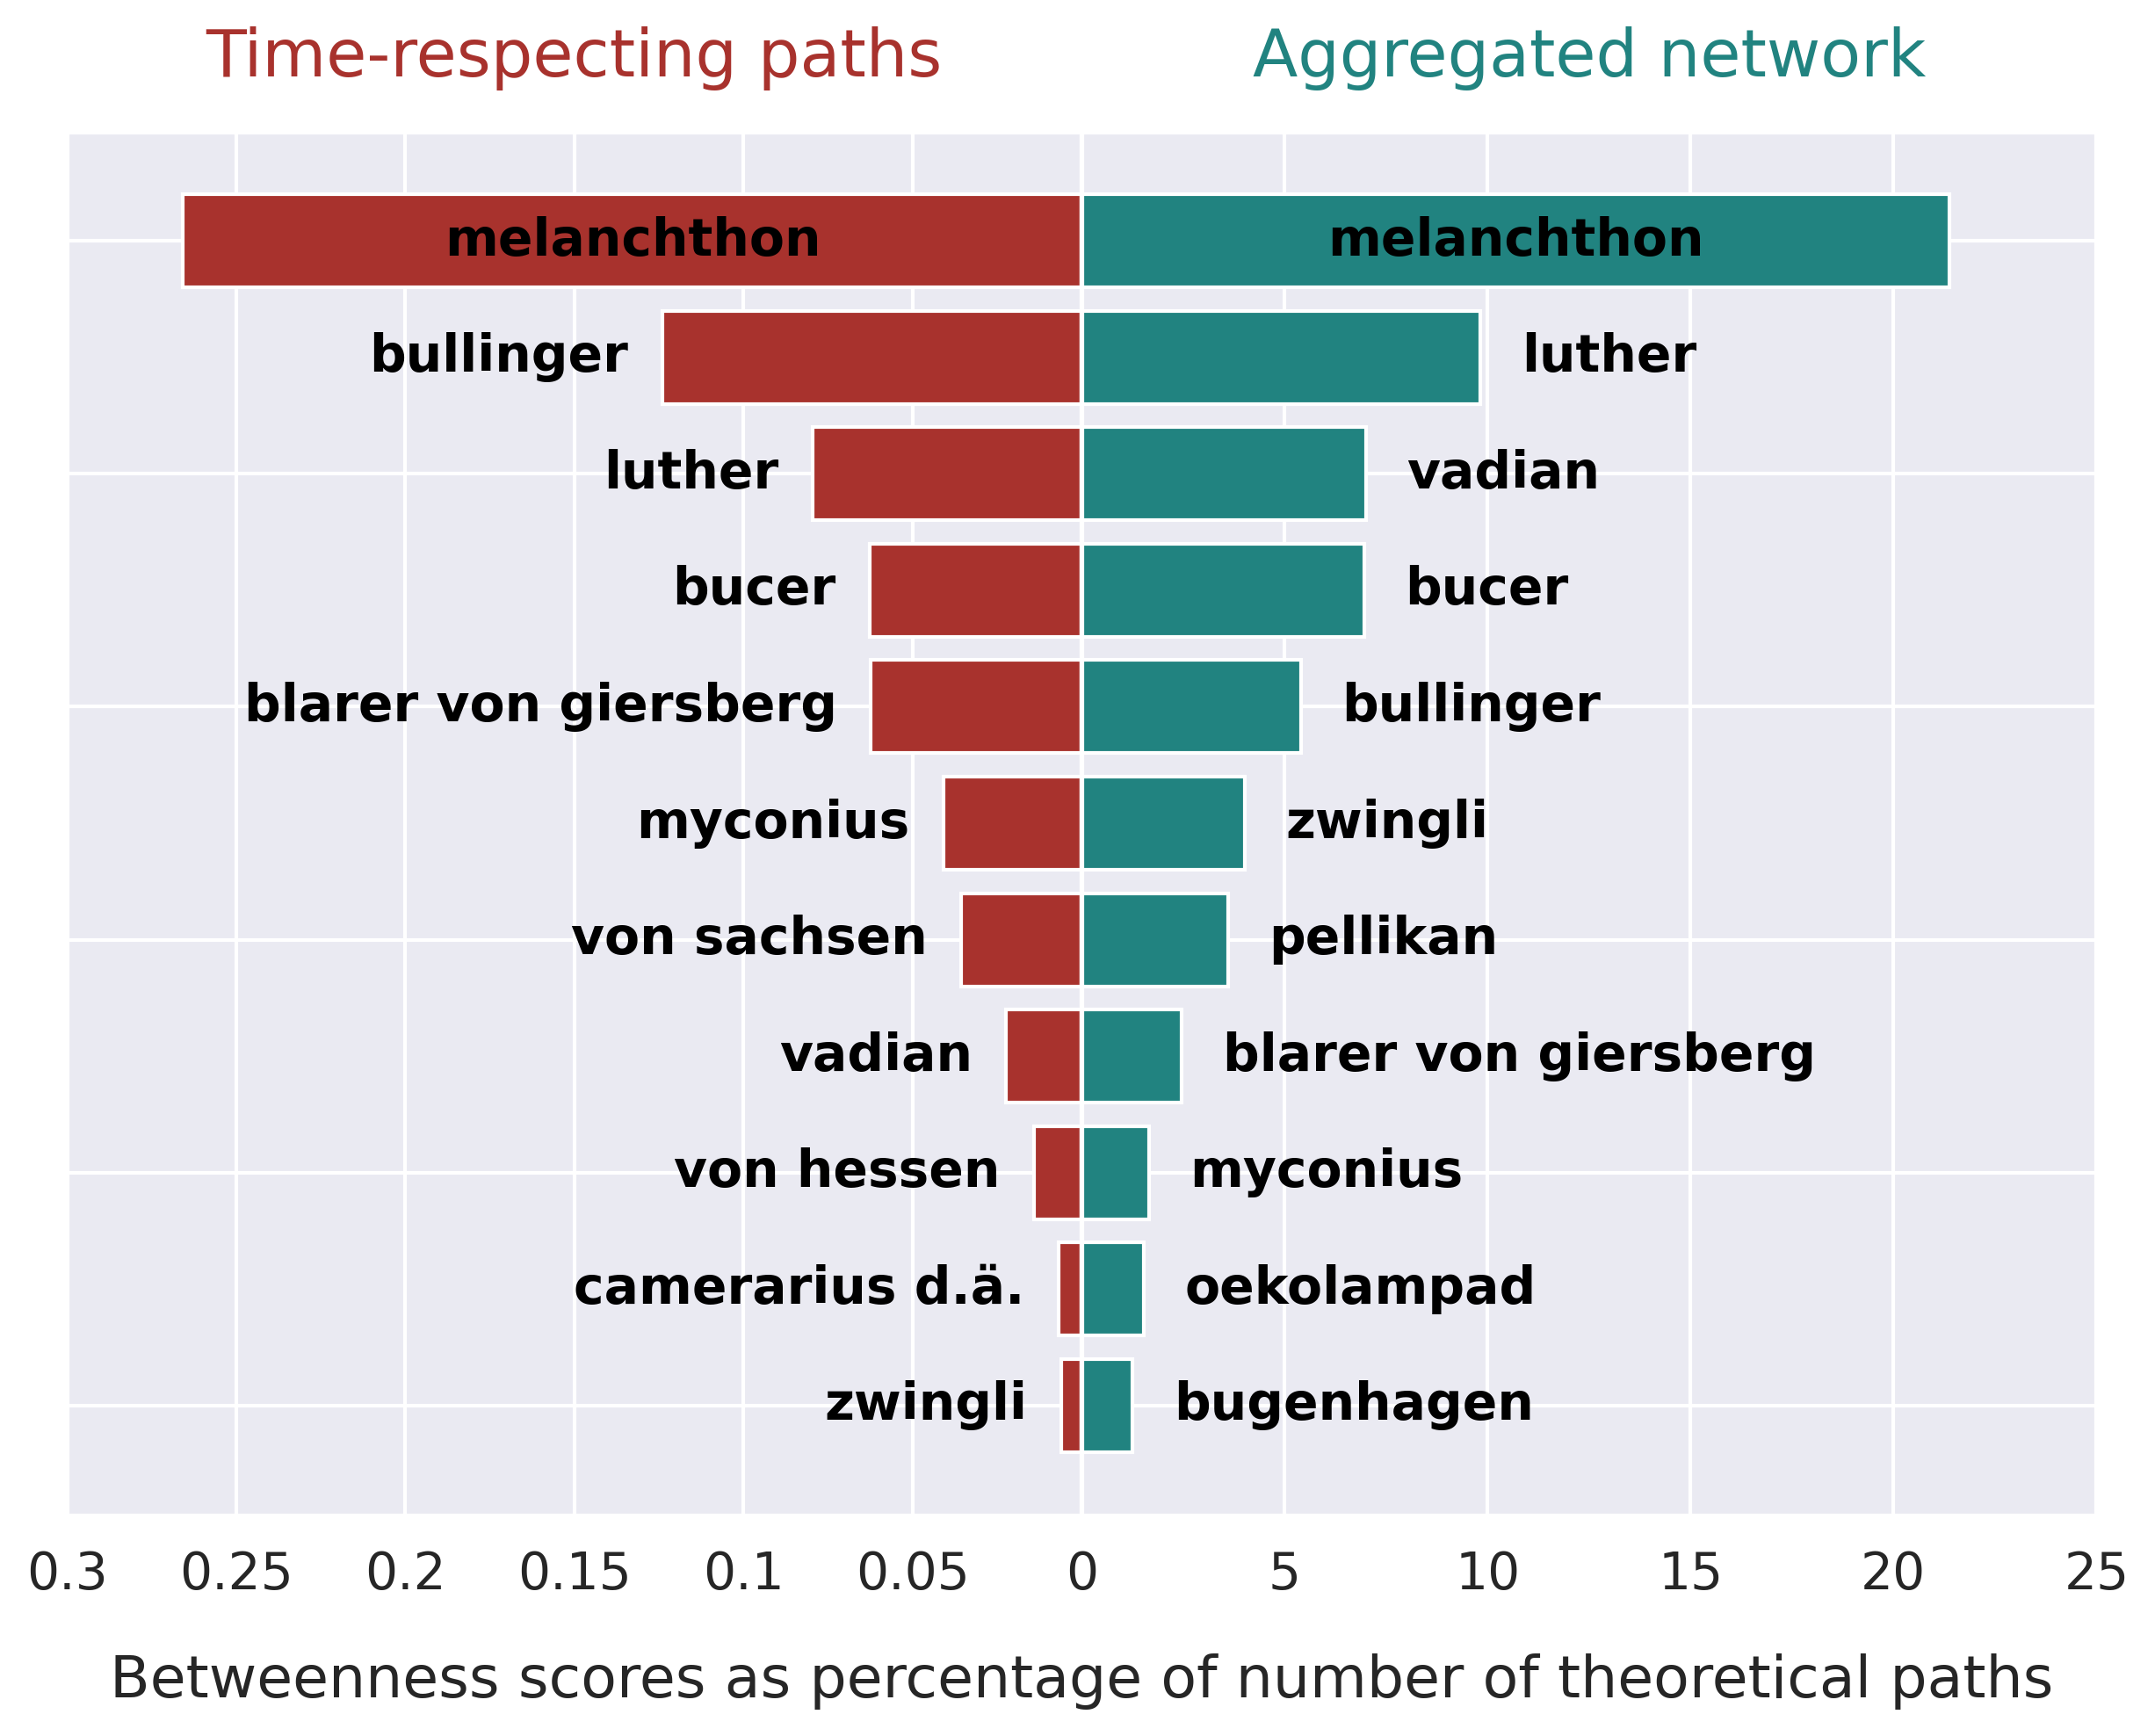 Time-respecting paths Aggregated network
melanchthon melanchthon
bullinger luther
luther vadian
bucer bucer
blarer von giersberg bullinger
myconius zwingli
von sachsen pellikan
vadian blarer von giersberg
von hessen myconius
camerarius d.ä. oekolampad
zwingli bugenhagen
0.3 0.25 0.2 0.15 0.1 0.05 0 5 10 15 20 25
Betweenness scores as percentage of number of theoretical paths